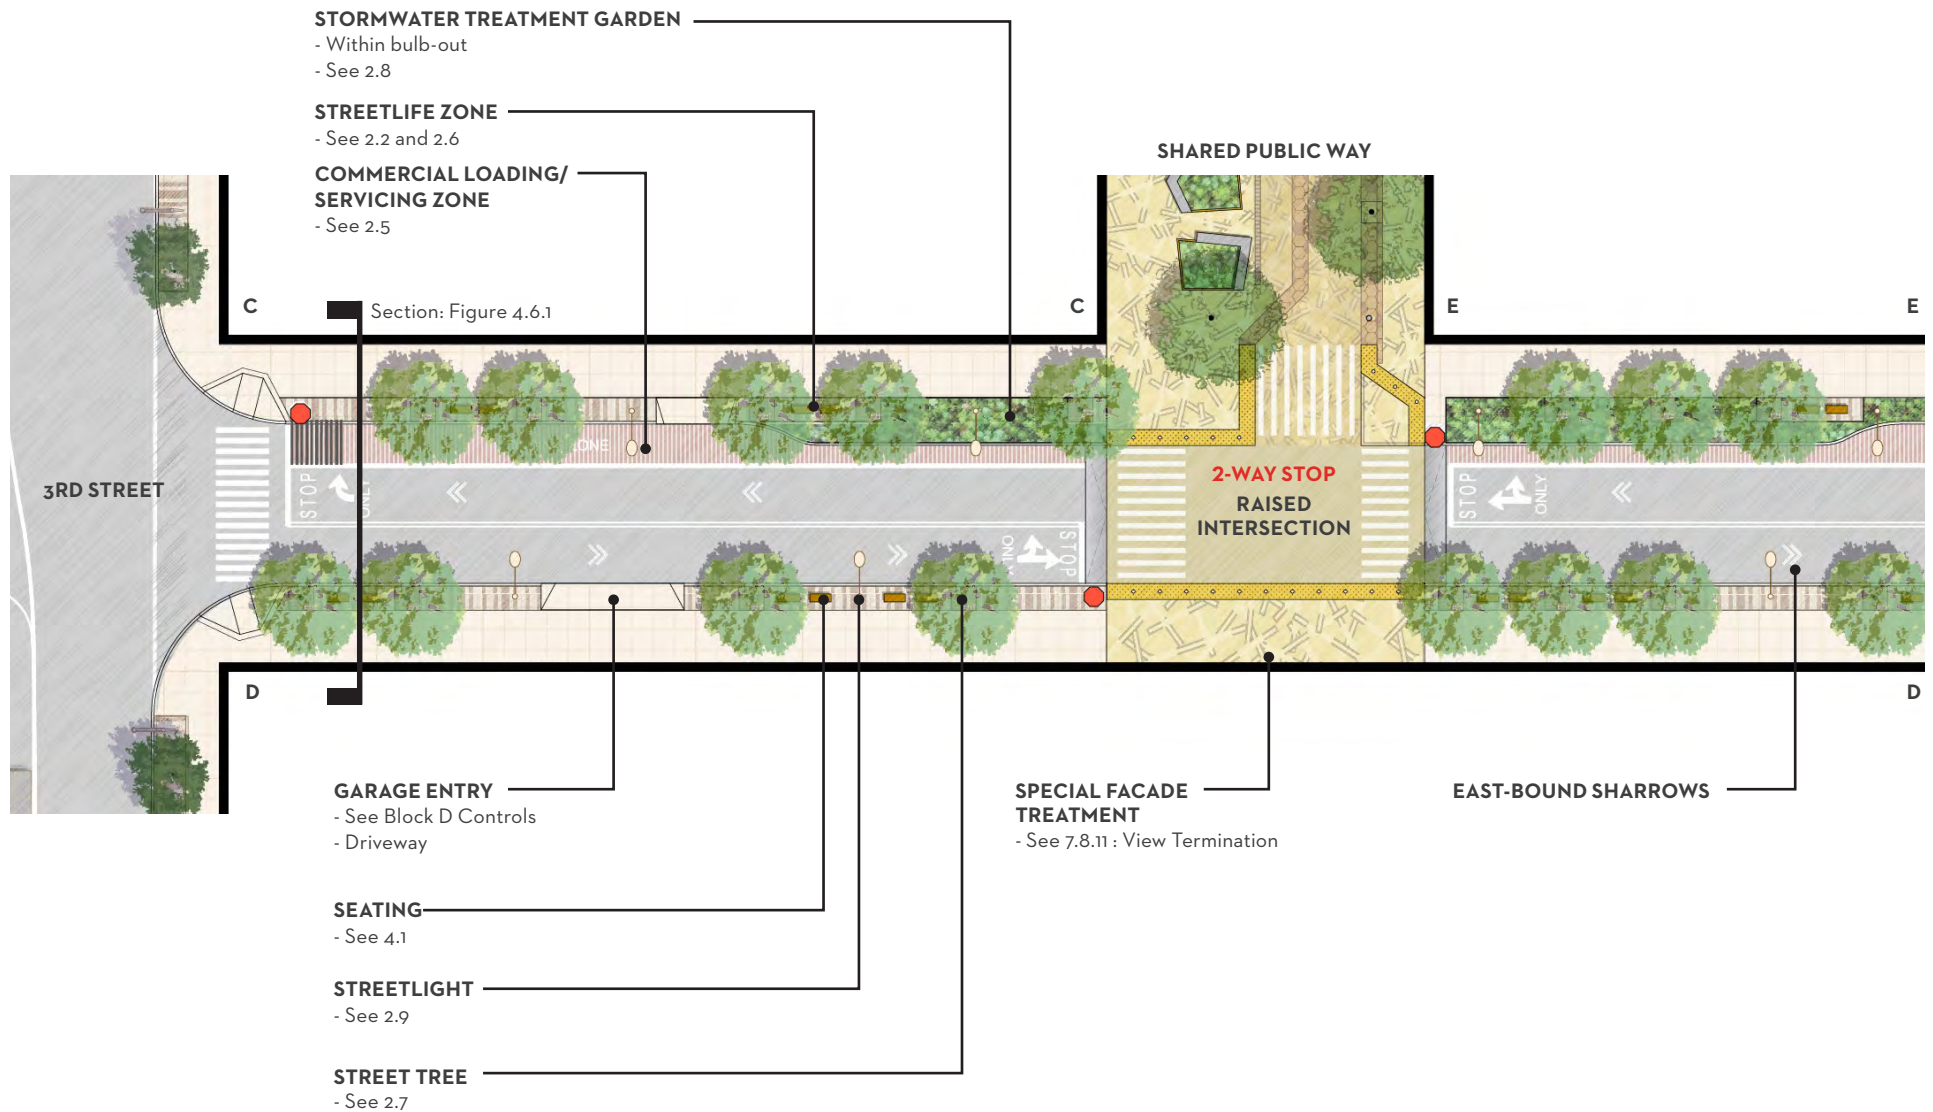 STORMWATER TREATMENT GARDEN
- Within bulb-out
- See 2.8
STREETLIFE ZONE
- See 2.2 and 2.6
COMMERCIAL LOADING/
SERVICING ZONE
- See 2.5
SHARED PUBLIC WAY
C
Section: Figure 4.6.1
C
E
E
ONE
3RD STREET
STOP
ONLY
2-WAY STOP
RAISED
INTERSECTION
STOP
ONLY
ONLY
STOP
D
D
GARAGE ENTRY
- See Block D Controls
- Driveway
SPECIAL FACADE
TREATMENT
- See 7.8.11 : View Termination
EAST-BOUND SHARROWS
SEATING
- See 4.1
STREETLIGHT
- See 2.9
STREET TREE
- See 2.7